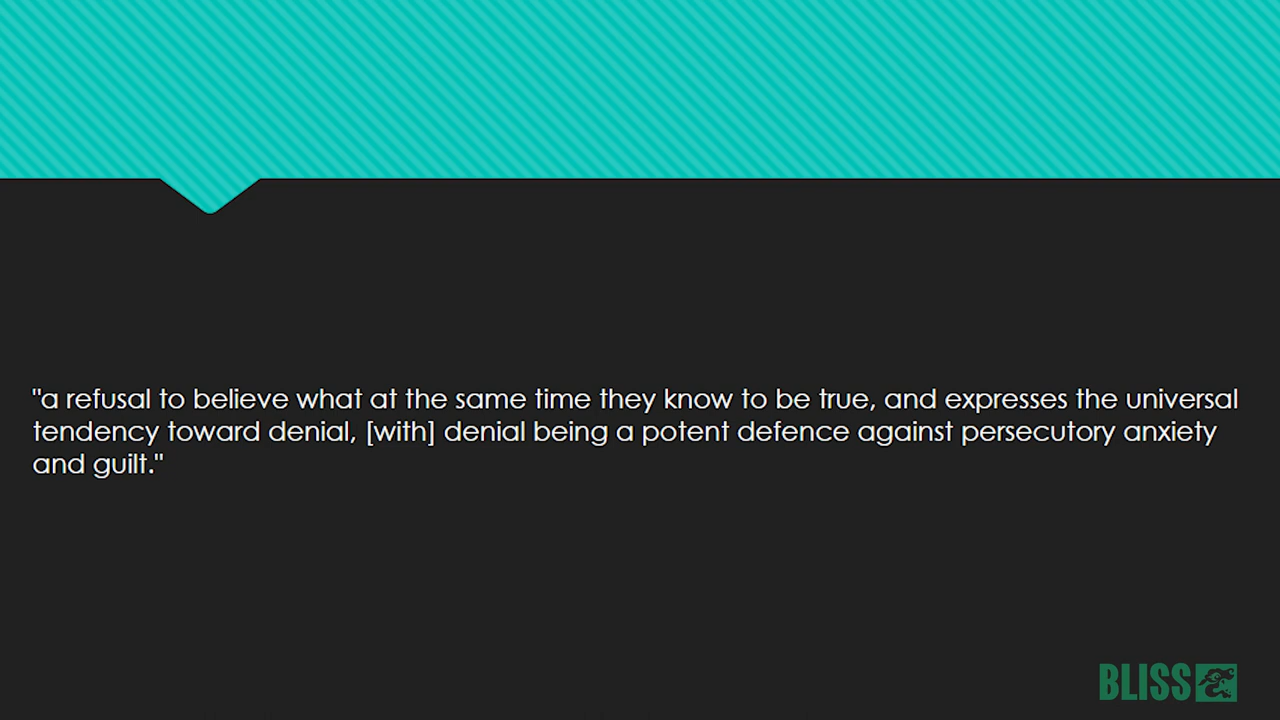 "a refusal to believe what at the same time they know to be true, and expresses the universal
tendency toward denial, [with] denial being a potent defence against persecutory anxiety
and guilt."
BLISS